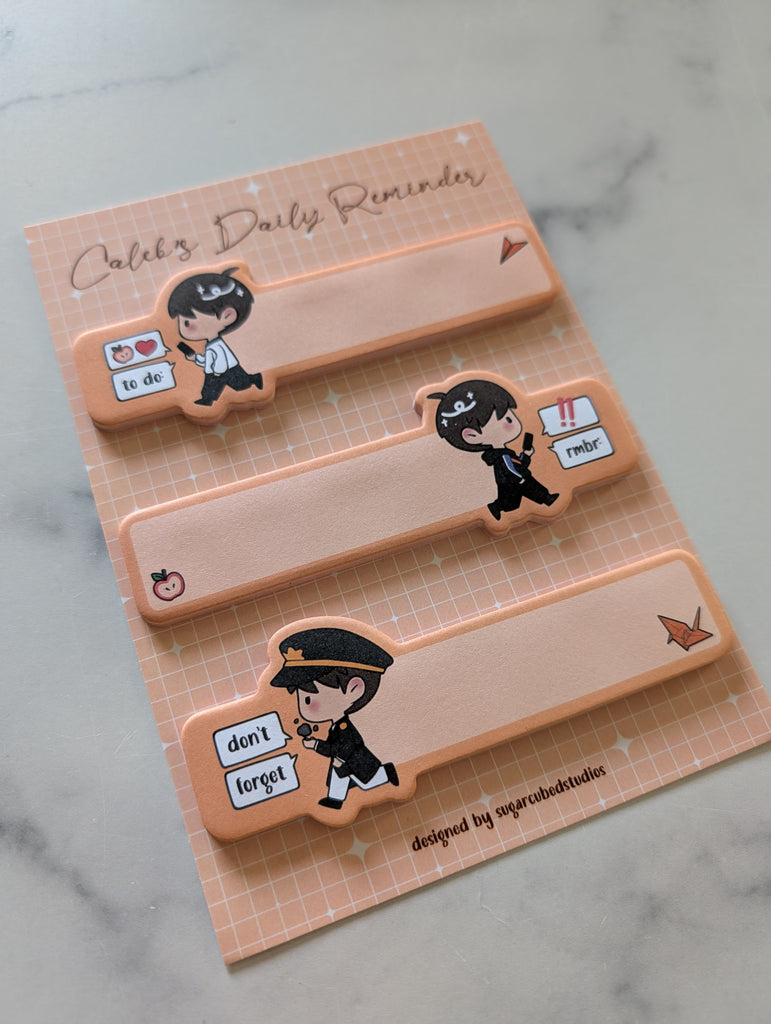 Caleb's Daily Reminder
to do:
!!
rmbr:
don't
forget
designed by sugarcubedstudios